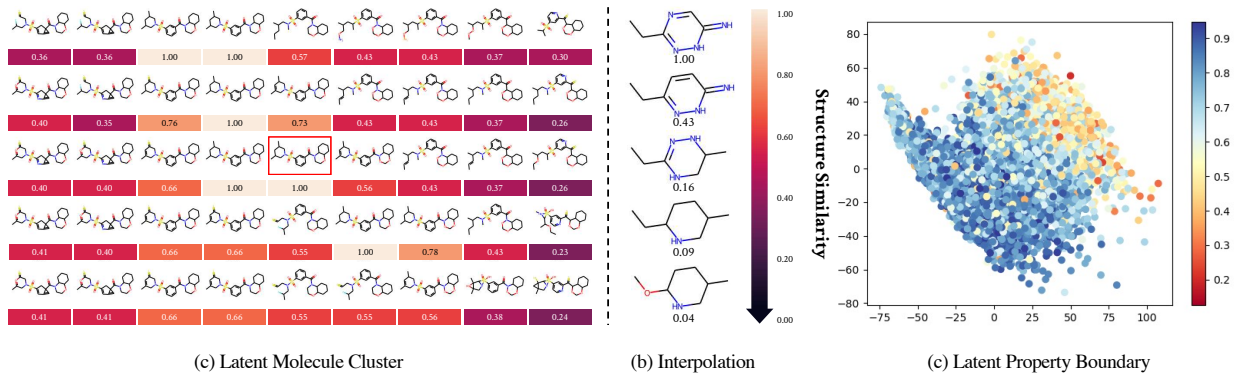 0.36 0.36 1.00 1.00 0.57 0.43 0.43 0.37 0.30
0.40 0.35 0.76 1.00 0.73 0.43 0.43 0.37 0.26
0.40 0.40 0.66 1.00 1.00 0.56 0.43 0.37 0.26
0.41 0.40 0.66 0.66 0.55 1.00 0.78 0.43 0.23
0.41 0.41 0.66 0.66 0.55 0.55 0.56 0.38 0.24
(c) Latent Molecule Cluster
N
N
N
NH
NH
1.00
N
NH
NH
0.43
N
NH
N
H
0.16
N
H
0.09
O
N
H
0.04
(b) Interpolation
1.00
0.80
0.60
0.40
0.20
0.00
Structure Similarity
80
60
40
20
0
-20
-40
-60
-80
-75 -50 -25 0 25 50 75 100
0.9
0.8
0.7
0.6
0.5
0.4
0.3
0.2
(c) Latent Property Boundary